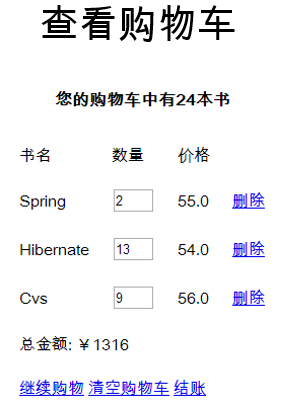 查看购物车
您的购物车中有24本书
书名 数量 价格
Spring 2 55.0 删除
Hibernate 13 54.0 删除
Cvs 9 56.0 删除
总金额: ￥1316
继续购物 清空购物车 结账